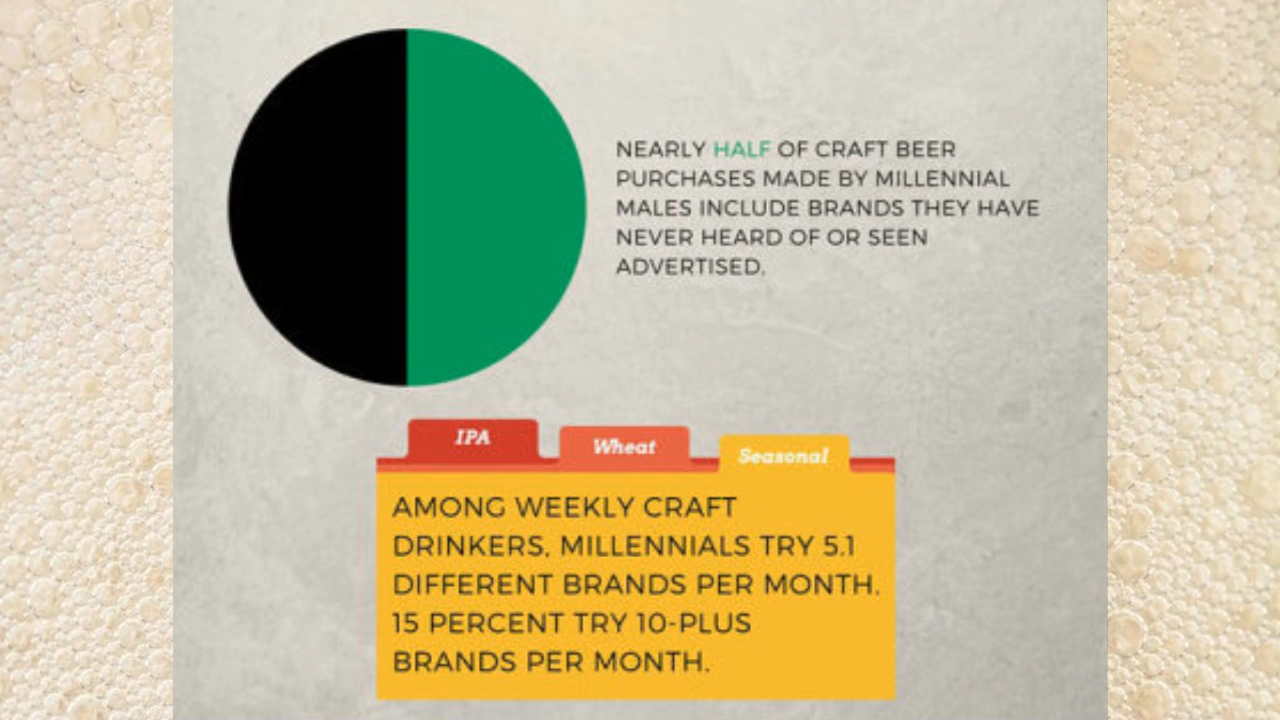 NEARLY HALF OF CRAFT BEER
PURCHASES MADE BY MILLENNIAL
MALES INCLUDE BRANDS THEY HAVE
NEVER HEARD OF OR SEEN
ADVERTISED.
IPA
Wheat
Seasonal
AMONG WEEKLY CRAFT
DRINKERS, MILLENNIALS TRY 5.1
DIFFERENT BRANDS PER MONTH.
15 PERCENT TRY 10-PLUS
BRANDS PER MONTH.